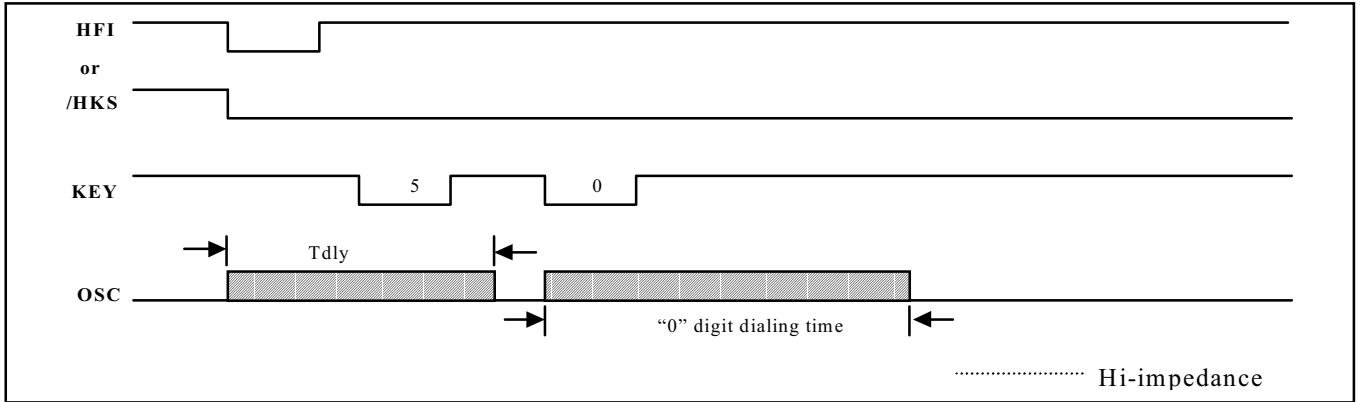 HFI
or
/HKS
KEY
5
0
Tdly
OSC
“0” digit dialing time
Hi-impedance